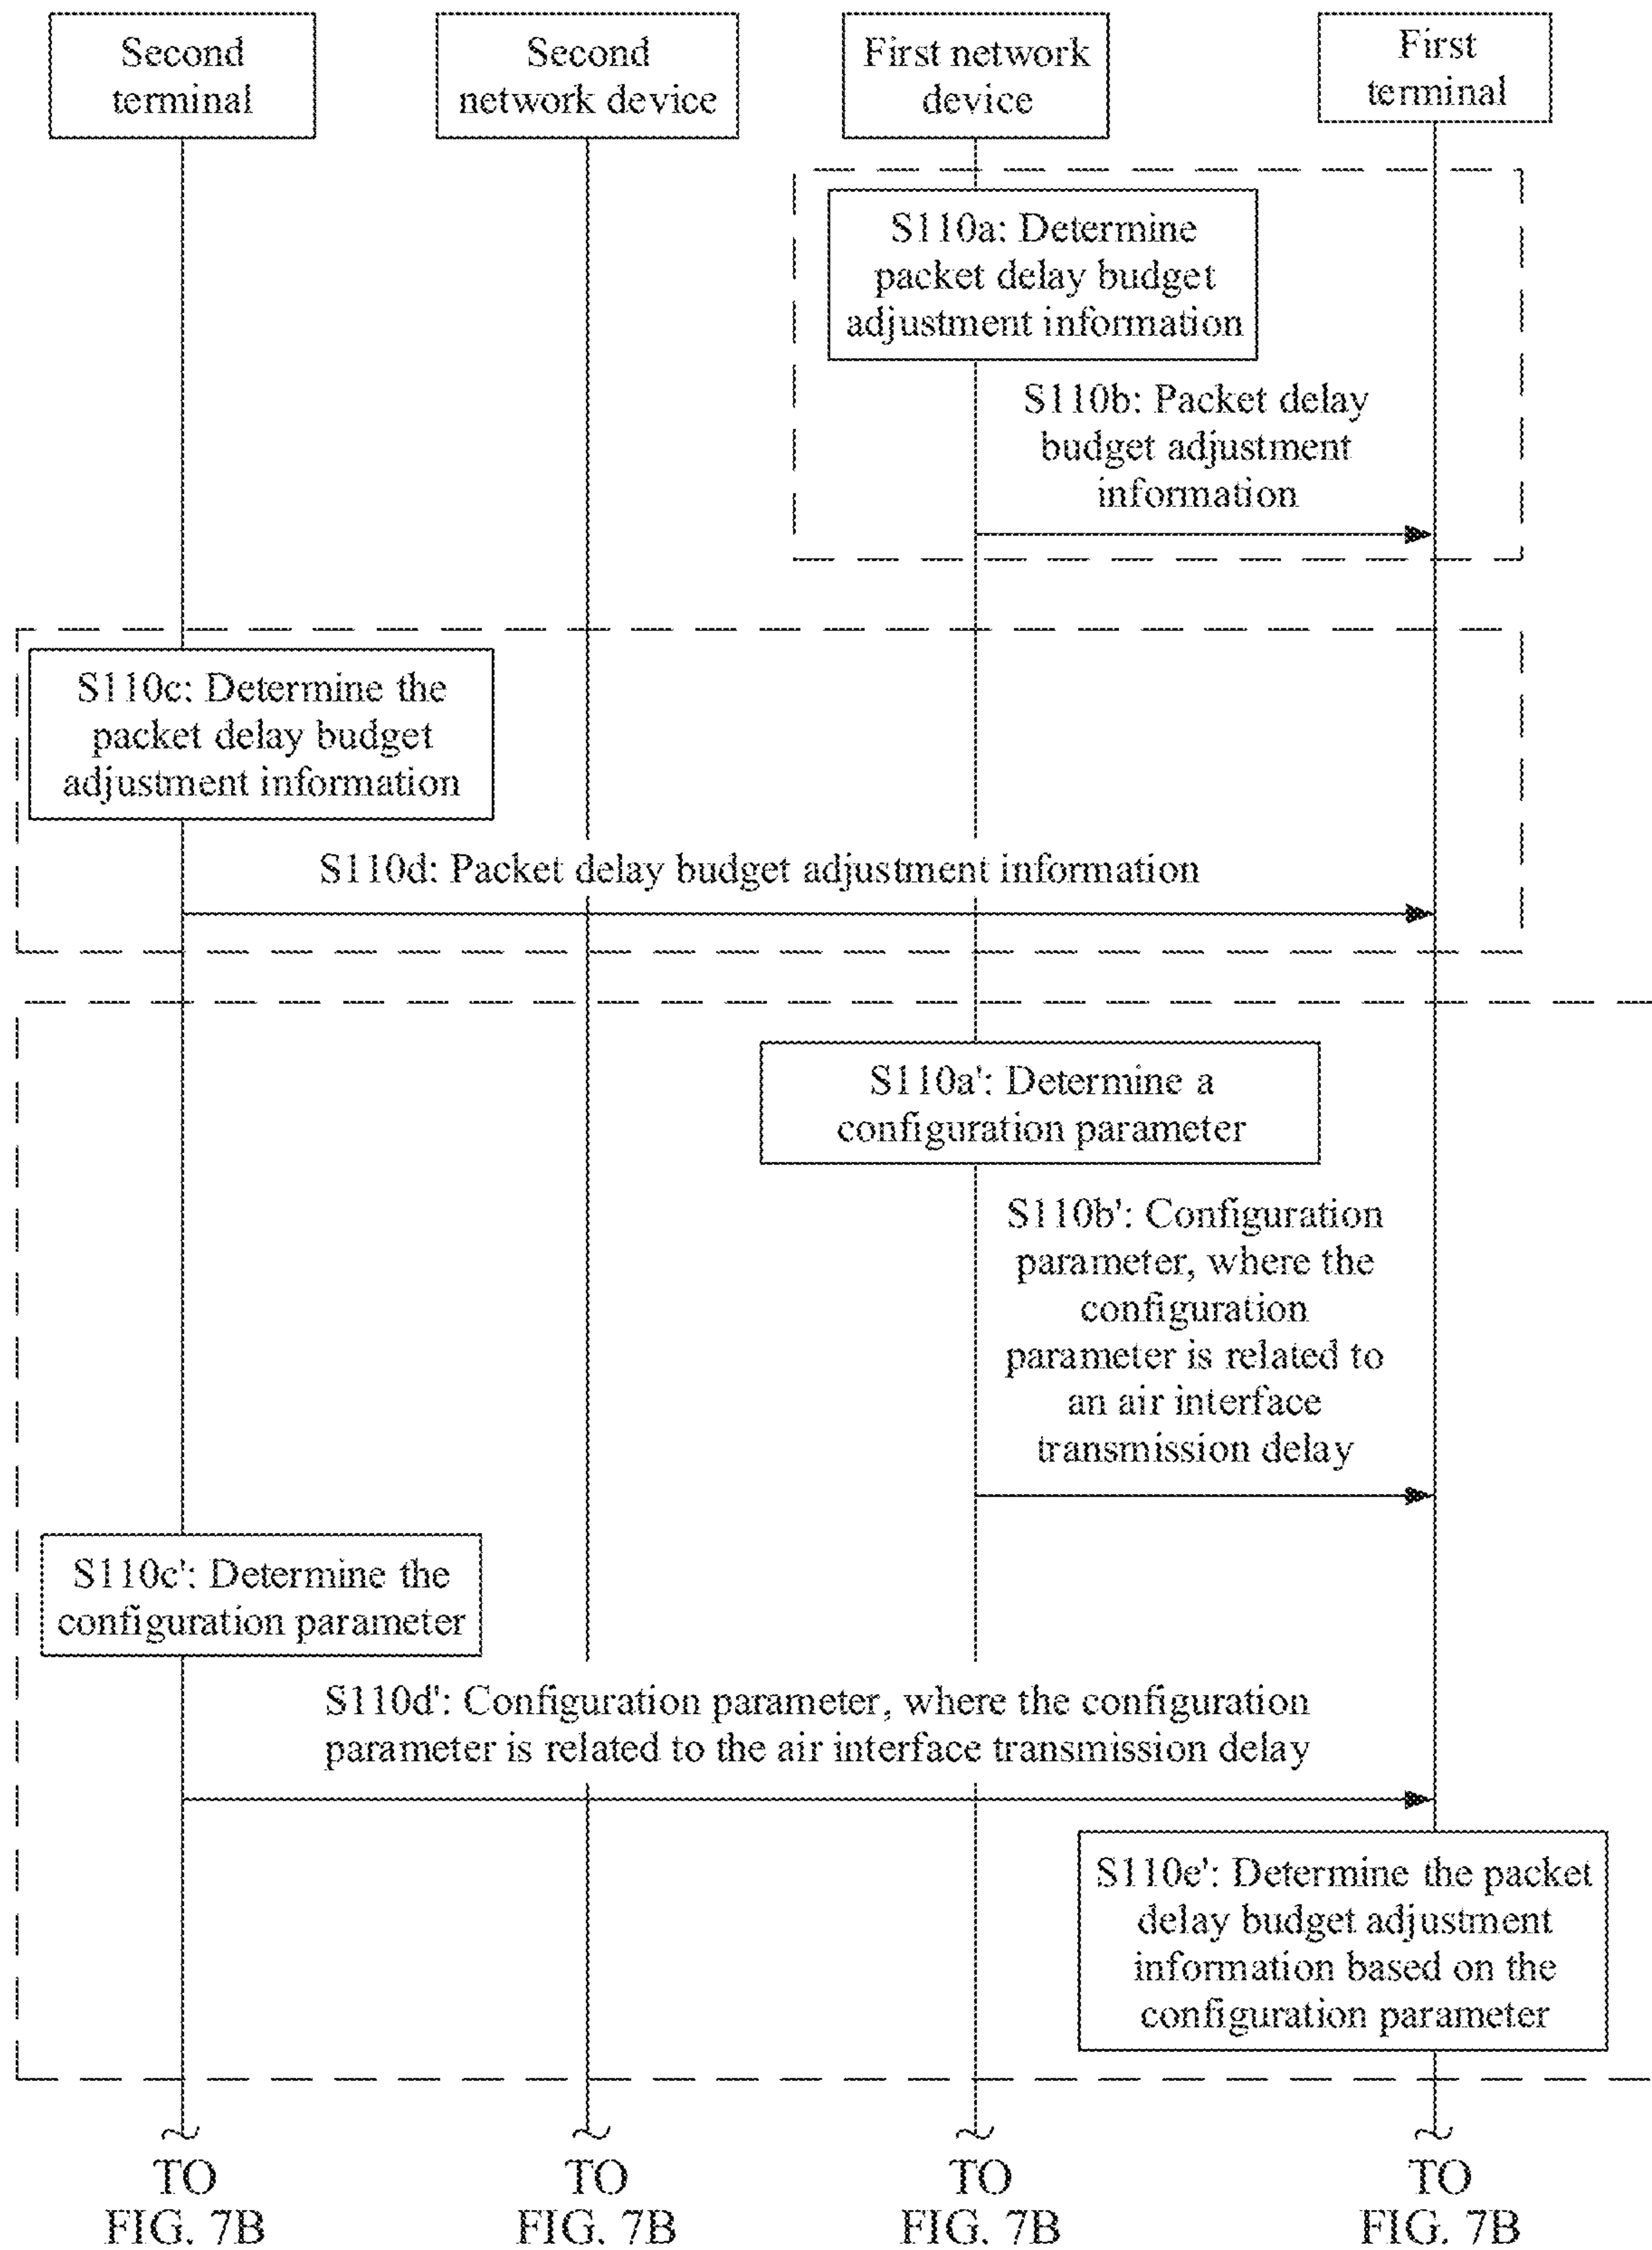 Second
terminal
Second
network device
First network
device
First
terminal
S110a: Determine
packet delay budget
adjustment information
S110b: Packet delay
budget adjustment
information
S110c: Determine the
packet delay budget
adjustment information
S110d: Packet delay budget adjustment information
S110a': Determine a
configuration parameter
S110b': Configuration
parameter, where the
configuration
parameter is related to
an air interface
transmission delay
S110c': Determine the
configuration parameter
S110d': Configuration parameter, where the configuration
parameter is related to the air interface transmission delay
S110e': Determine the packet
delay budget adjustment
information based on the
configuration parameter
TO
FIG. 7B
TO
FIG. 7B
TO
FIG. 7B
TO
FIG. 7B